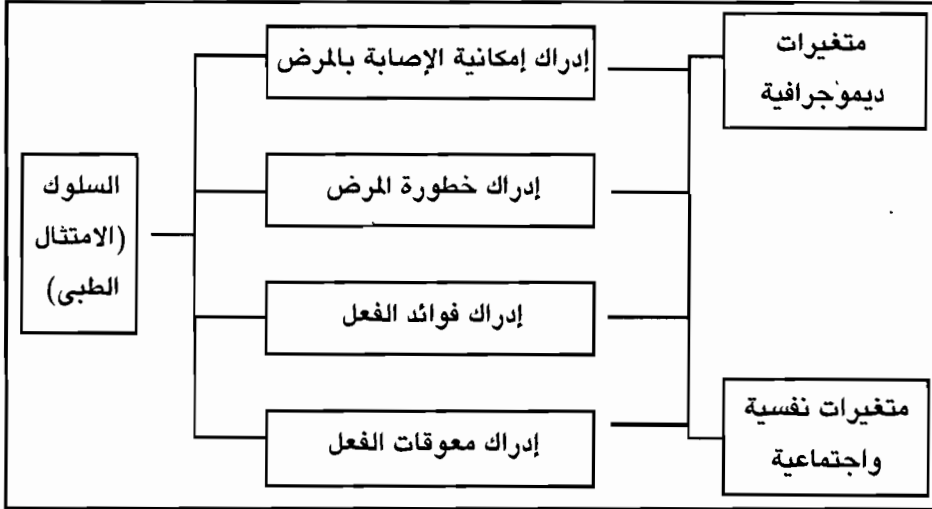 متغيرات
ديموجرافية
متغيرات نفسية
واجتماعية
إدراك إمكانية الإصابة بالمرض
إدراك خطورة المرض
إدراك فوائد الفعل
إدراك معوقات الفعل
السلوك
(الامتثال
الطبى)